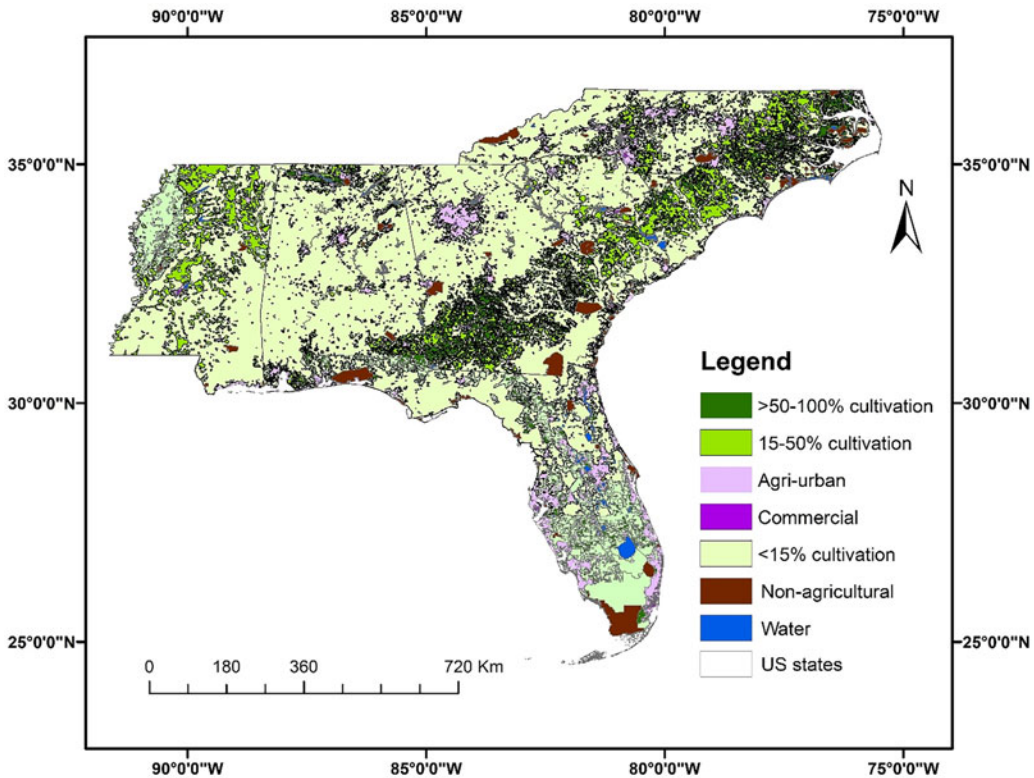 90°0'0"W 85°0'0"W 80°0'0"W 75°0'0"W
35°0'0"N 35°0'0"N
N
30°0'0"N 30°0'0"N
25°0'0"N 25°0'0"N
Legend
>50-100% cultivation
15-50% cultivation
Agri-urban
Commercial
<15% cultivation
Non-agricultural
Water
US states
0 180 360 720 Km
90°0'0"W 85°0'0"W 80°0'0"W 75°0'0"W